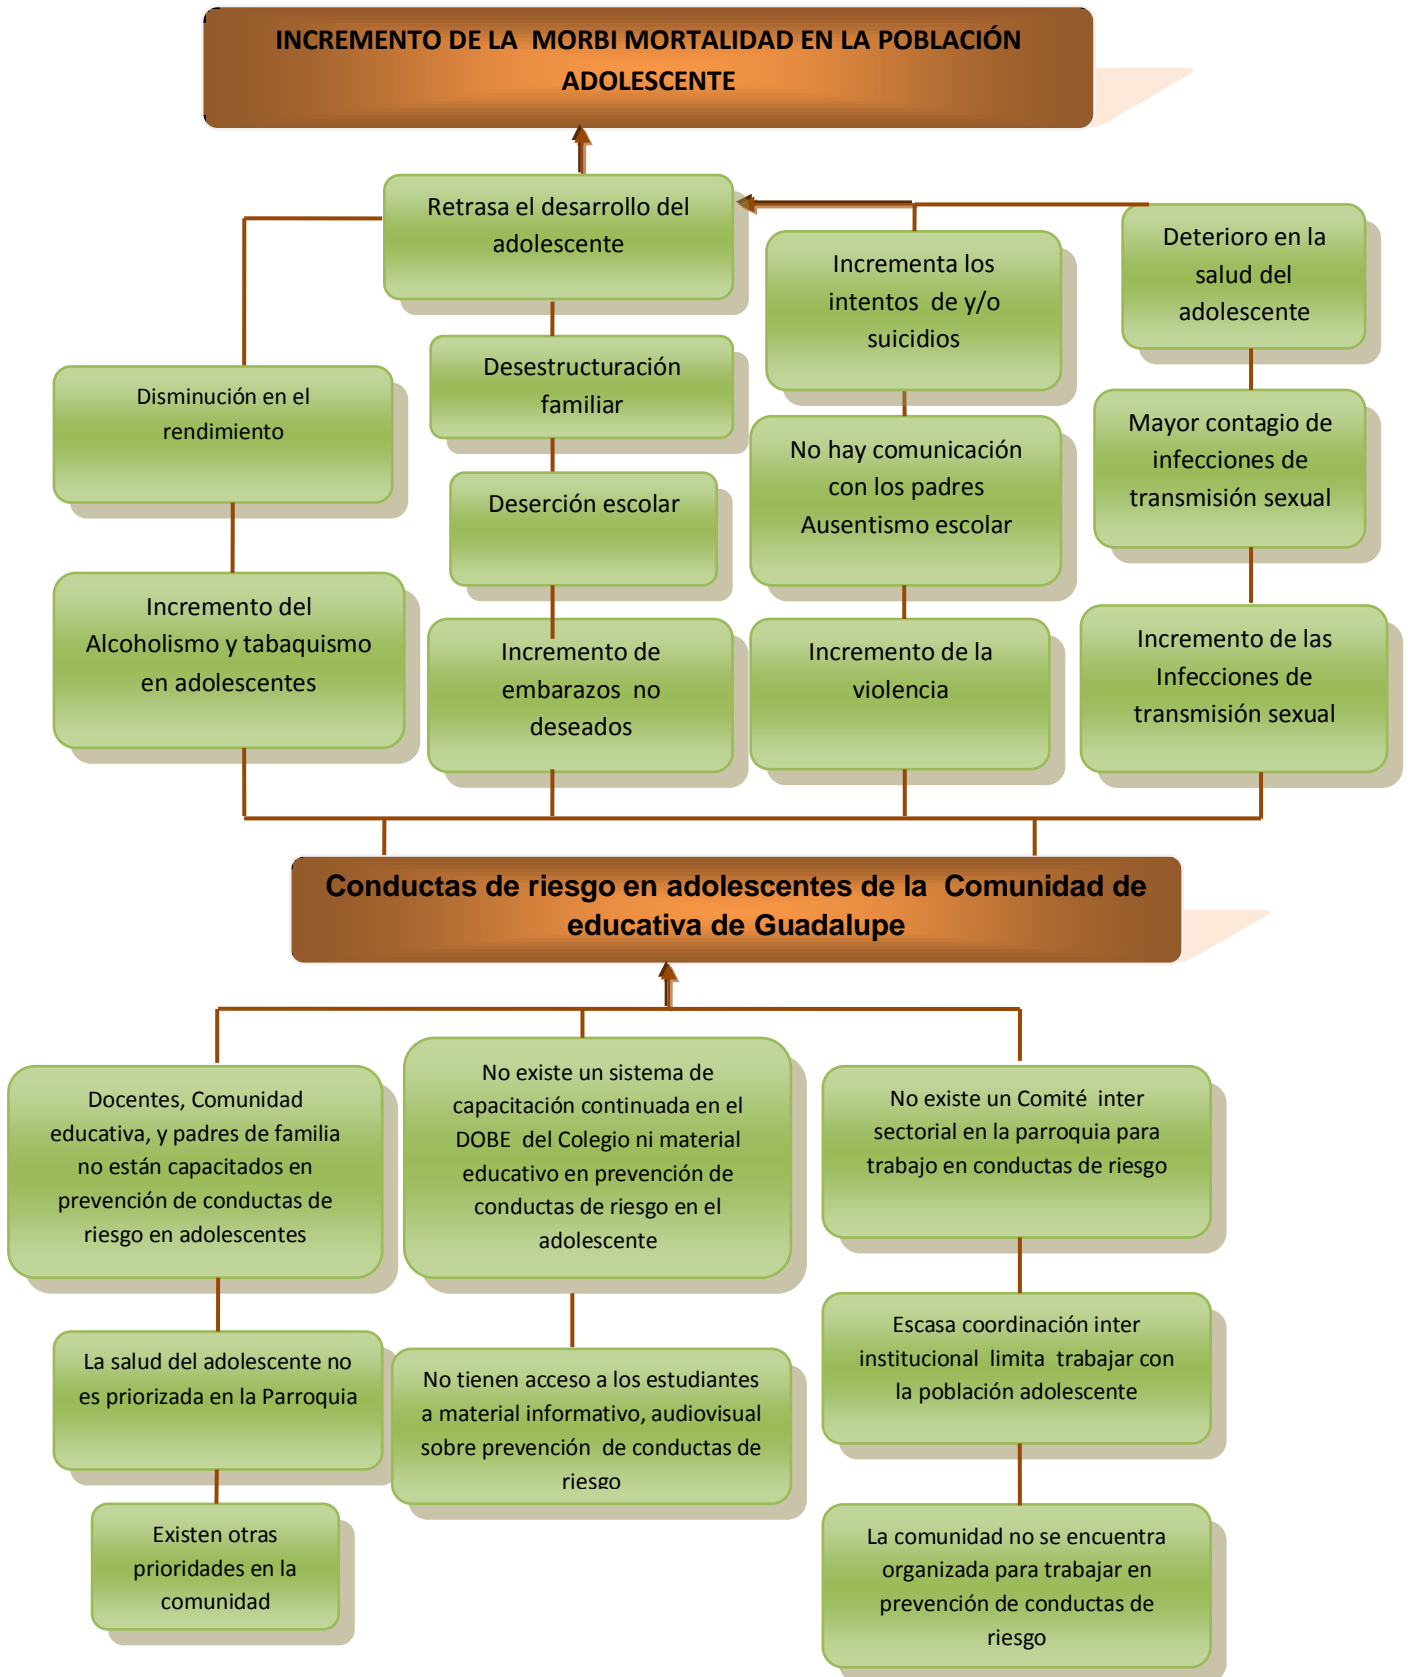 INCREMENTO DE LA MORBI MORTALIDAD EN LA POBLACIÓN
ADOLESCENTE
Retrasa el desarrollo del
adolescente
Incrementa los
intentos de y/o
suicidios
Deterioro en la
salud del
adolescente
Disminución en el
rendimiento
Desestructuración
familiar
No hay comunicación
con los padres
Ausentismo escolar
Mayor contagio de
infecciones de
transmisión sexual
Deserción escolar
Incremento del
Alcoholismo y tabaquismo
en adolescentes
Incremento de
embarazos no
deseados
Incremento de la
violencia
Incremento de las
Infecciones de
transmisión sexual
Conductas de riesgo en adolescentes de la Comunidad de
educativa de Guadalupe
Docentes, Comunidad
educativa, y padres de familia
no están capacitados en
prevención de conductas de
riesgo en adolescentes
No existe un sistema de
capacitación continuada en el
DOBE del Colegio ni material
educativo en prevención de
conductas de riesgo en el
adolescente
No existe un Comité inter
sectorial en la parroquia para
trabajo en conductas de riesgo
La salud del adolescente no
es priorizada en la Parroquia
No tienen acceso a los estudiantes
a material informativo, audiovisual
sobre prevención de conductas de
riesgo
Escasa coordinación inter
institucional limita trabajar con
la población adolescente
Existen otras
prioridades en la
comunidad
La comunidad no se encuentra
organizada para trabajar en
prevención de conductas de
riesgo